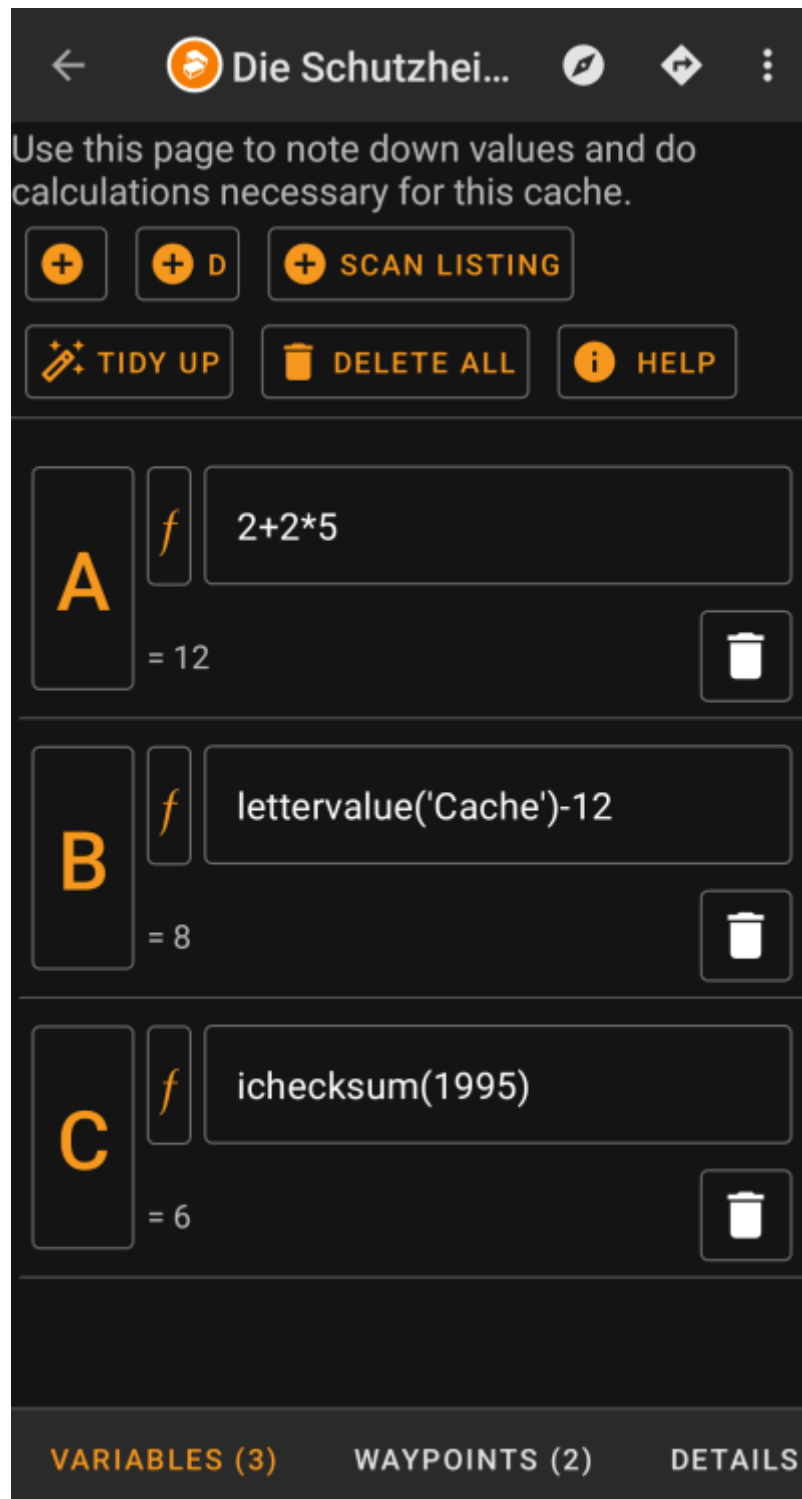 Die Schutzhei...
Use this page to note down values and do
calculations necessary for this cache.
D
SCAN LISTING
TIDY UP
DELETE ALL
HELP
A
f
2+2*5
= 12
B
f
lettervalue('Cache')-12
= 8
C
f
ichecksum(1995)
= 6
VARIABLES (3)
WAYPOINTS (2)
DETAILS